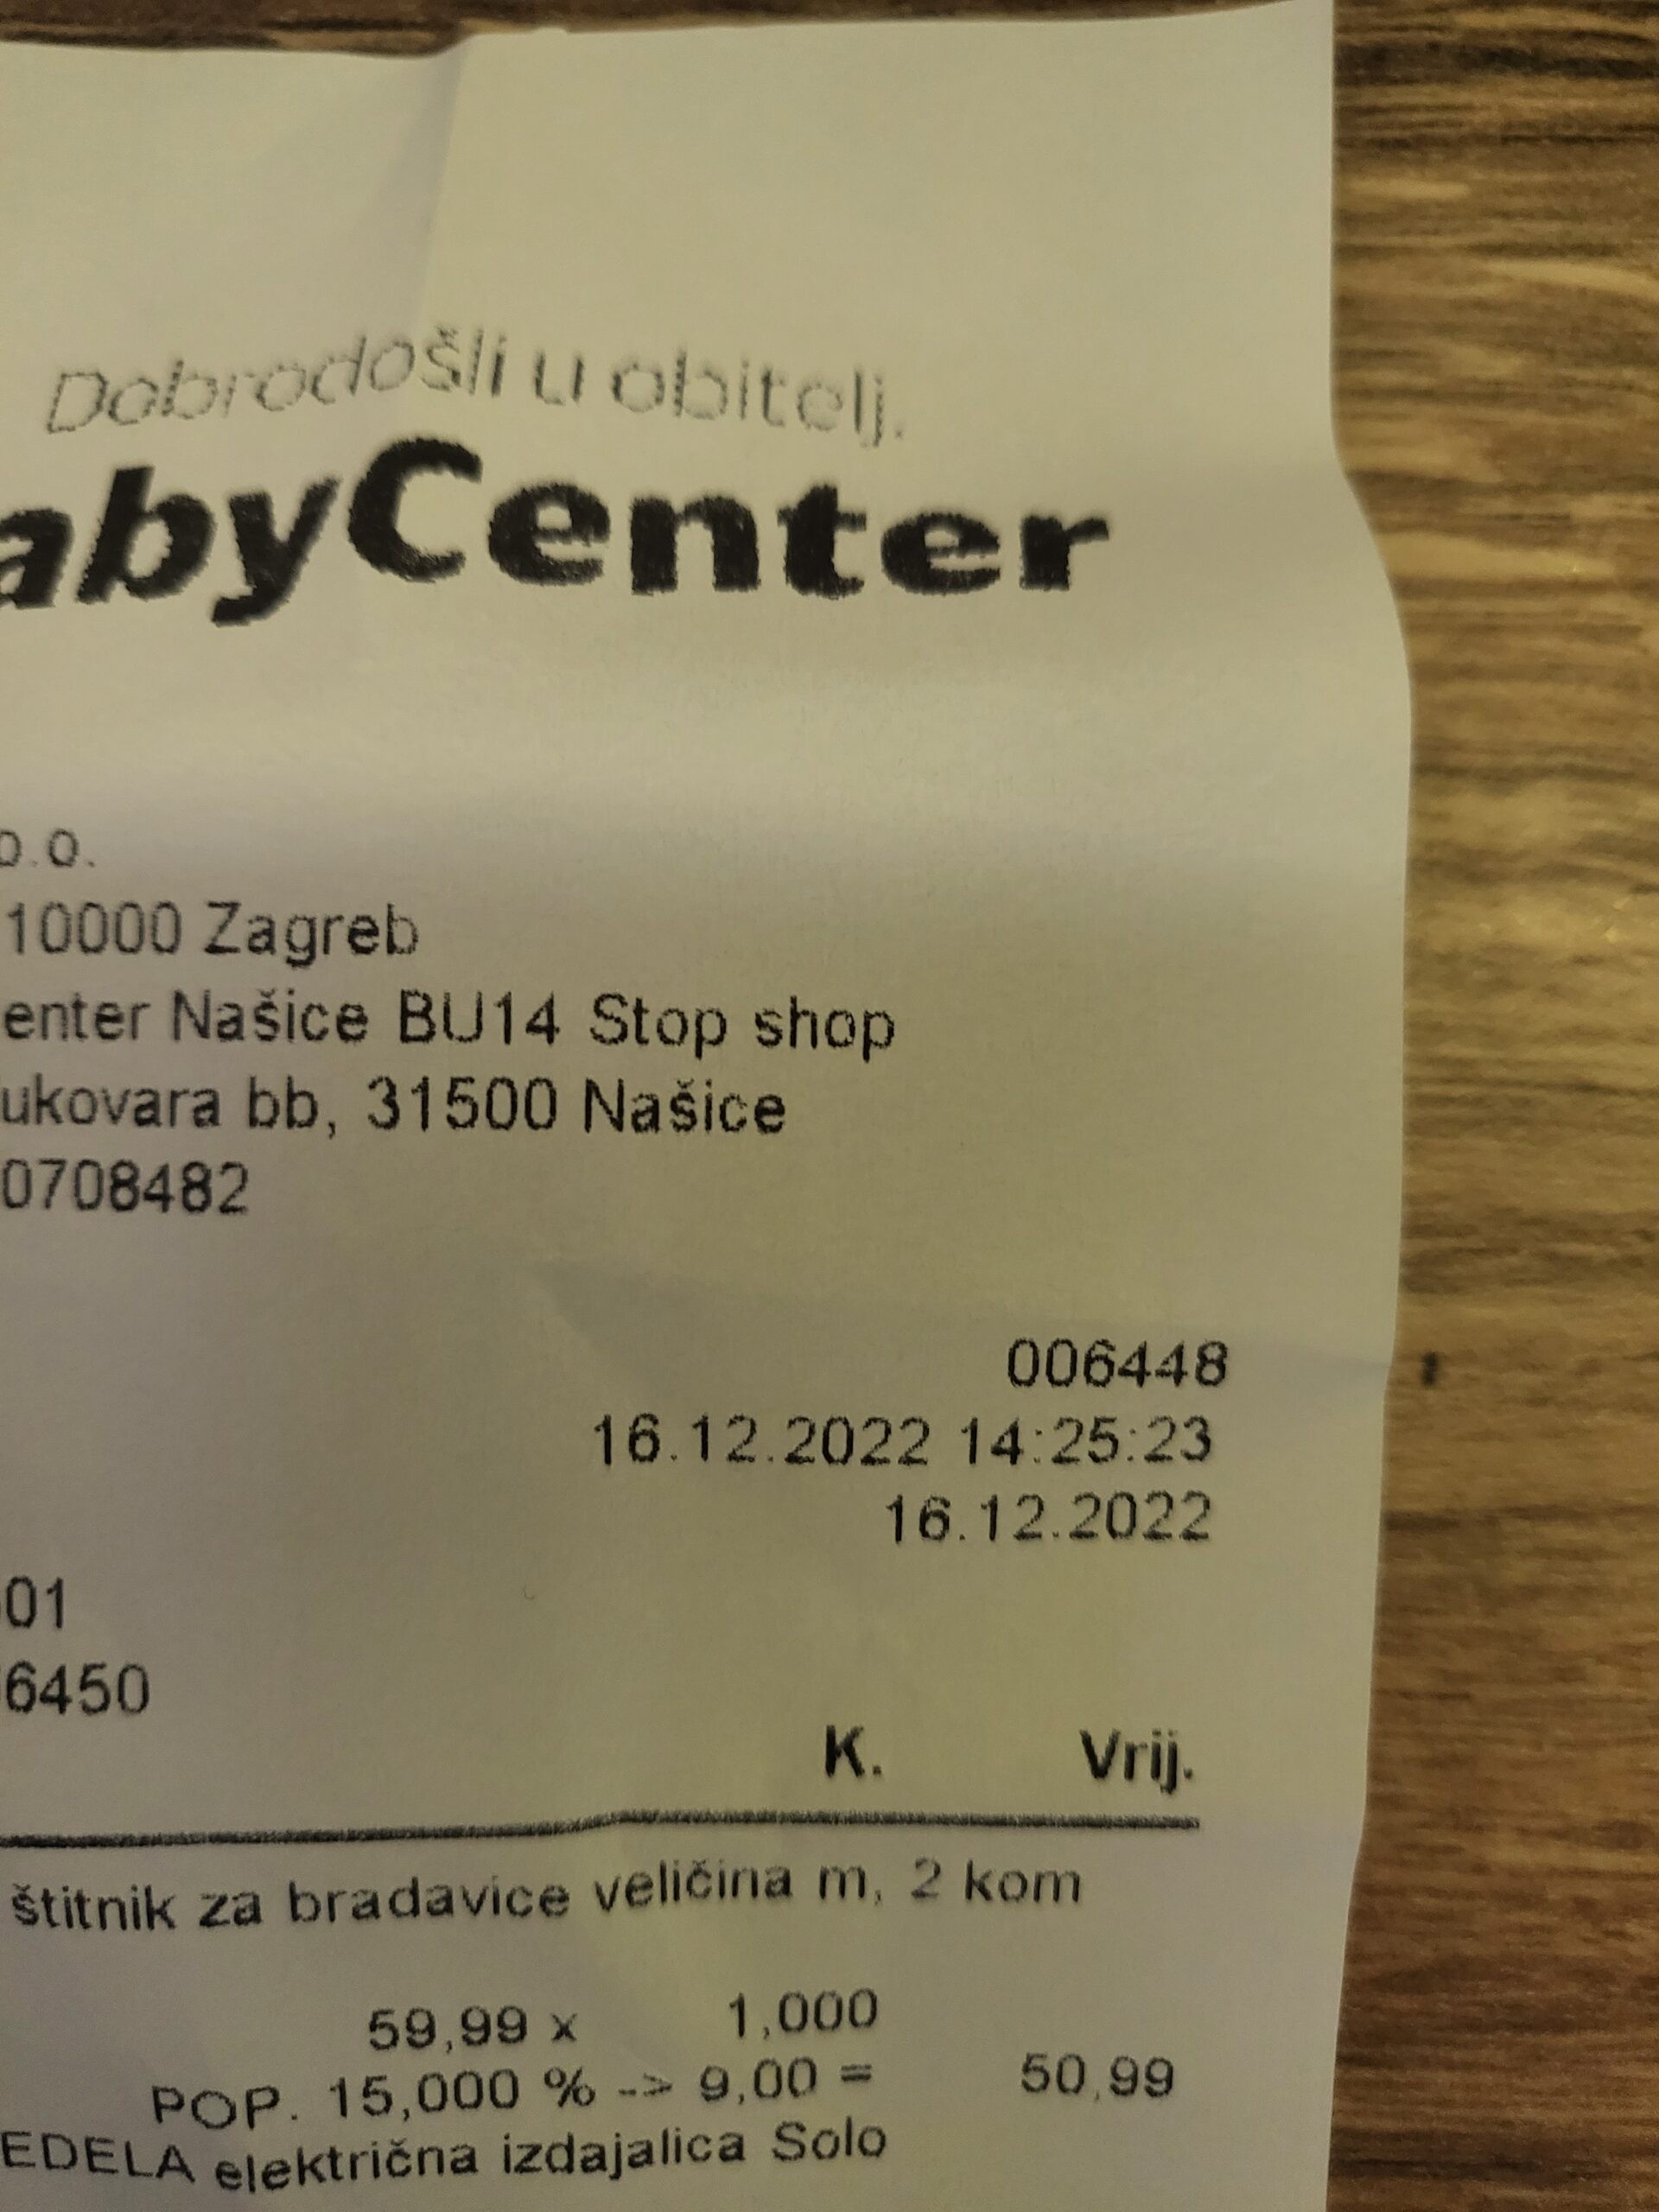 Dobrodošli u obitelj.
abyCenter
o.o.
10000 Zagreb
enter Našice BU14 Stop shop
ukovara bb, 31500 Našice
0708482
006448
16.12.2022 14:25:23
16.12.2022
01
6450
K. Vrij.
štitnik za bradavice veličina m, 2 kom
59,99 x 1,000
POP. 15,000 % -> 9,00 = 50,99
EDELA električna izdajalica Solo